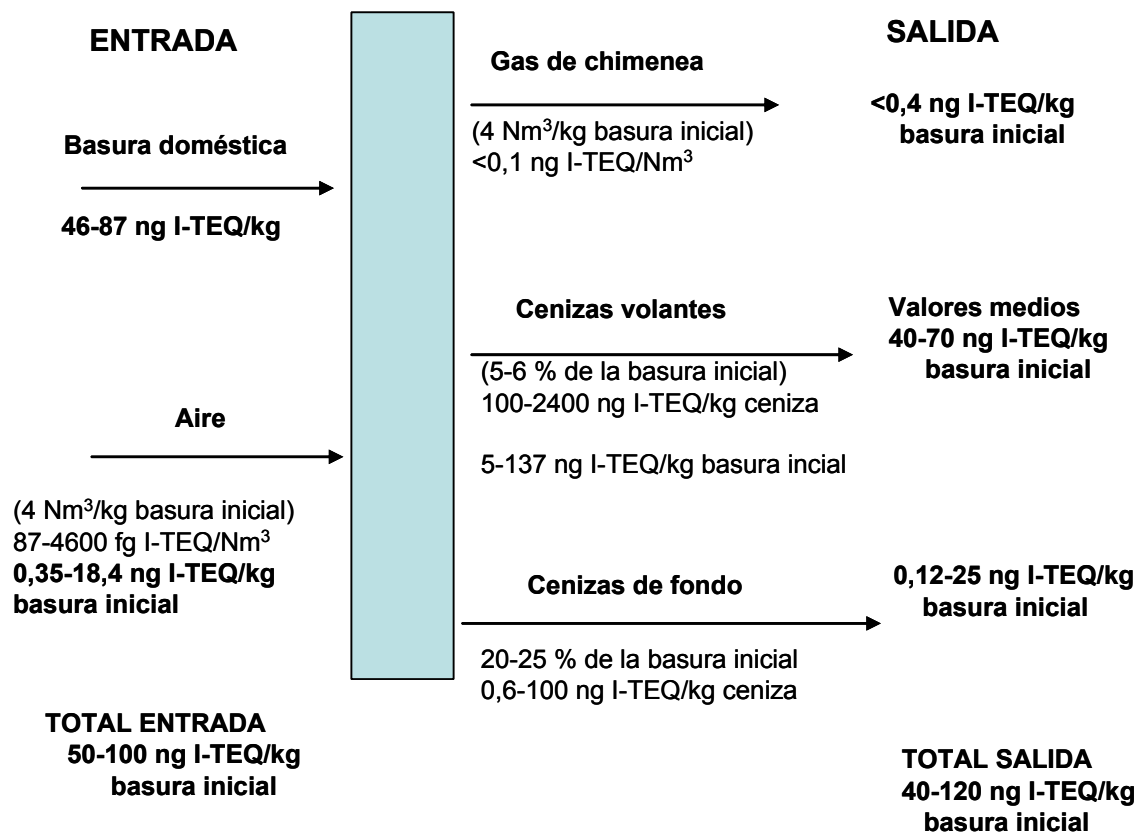 ENTRADA
Basura doméstica
46-87 ng I-TEQ/kg
Aire
(4 Nm³/kg basura inicial)
87-4600 fg I-TEQ/Nm³
0,35-18,4 ng I-TEQ/kg
basura inicial
TOTAL ENTRADA
50-100 ng I-TEQ/kg
basura inicial
Gas de chimenea
(4 Nm³/kg basura inicial)
<0,1 ng I-TEQ/Nm³
Cenizas volantes
(5-6 % de la basura inicial)
100-2400 ng I-TEQ/kg ceniza
5-137 ng I-TEQ/kg basura incial
Cenizas de fondo
20-25 % de la basura inicial
0,6-100 ng I-TEQ/kg ceniza
SALIDA
<0,4 ng I-TEQ/kg
basura inicial
Valores medios
40-70 ng I-TEQ/kg
basura inicial
0,12-25 ng I-TEQ/kg
basura inicial
TOTAL SALIDA
40-120 ng I-TEQ/kg
basura inicial